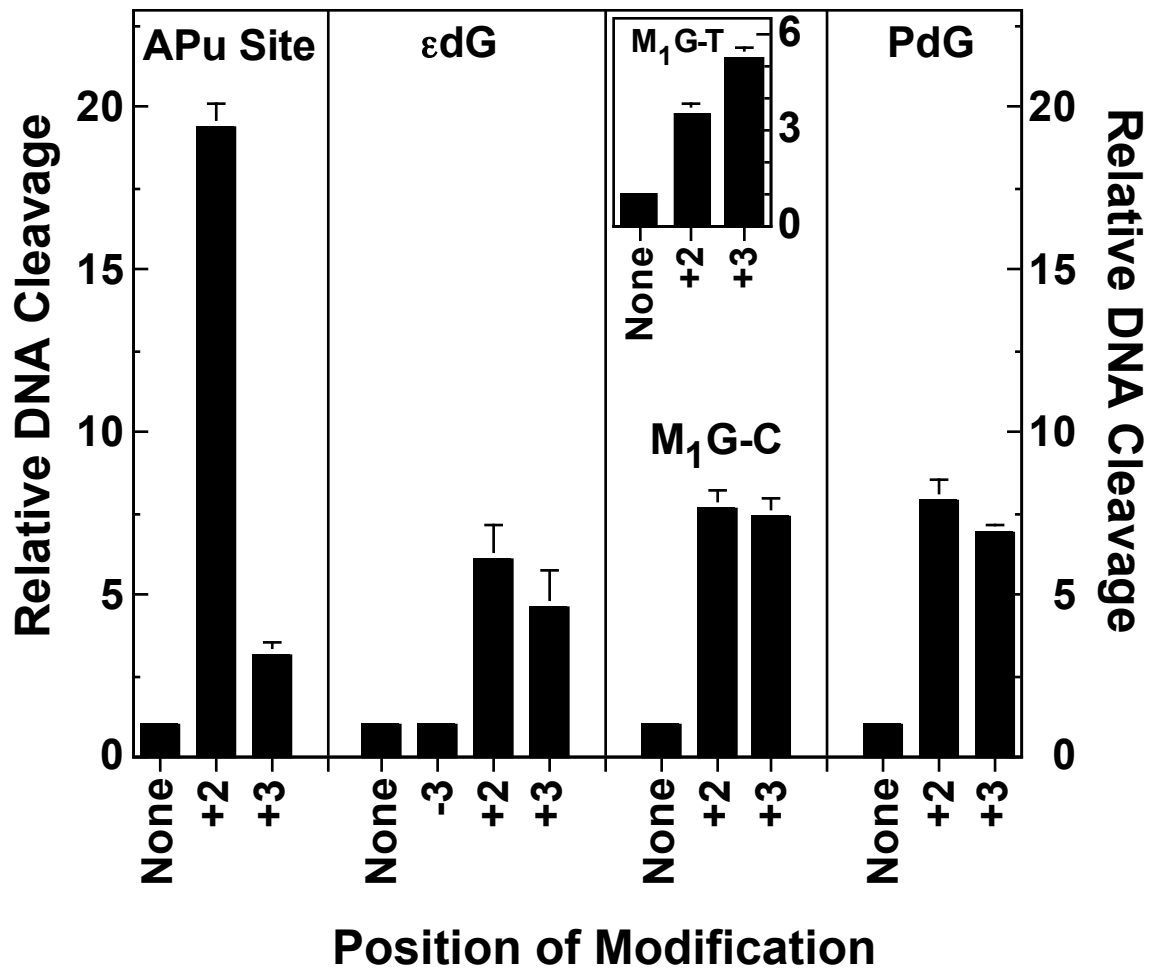 APu Site
εdG
M1G-T
PdG
6
3
0
None
+2
+3
M1G-C
20
15
10
5
0
Relative DNA Cleavage
20
15
10
5
0
Relative DNA Cleavage
None
+2
+3
None
-3
+2
+3
None
+2
+3
None
+2
+3
Position of Modification